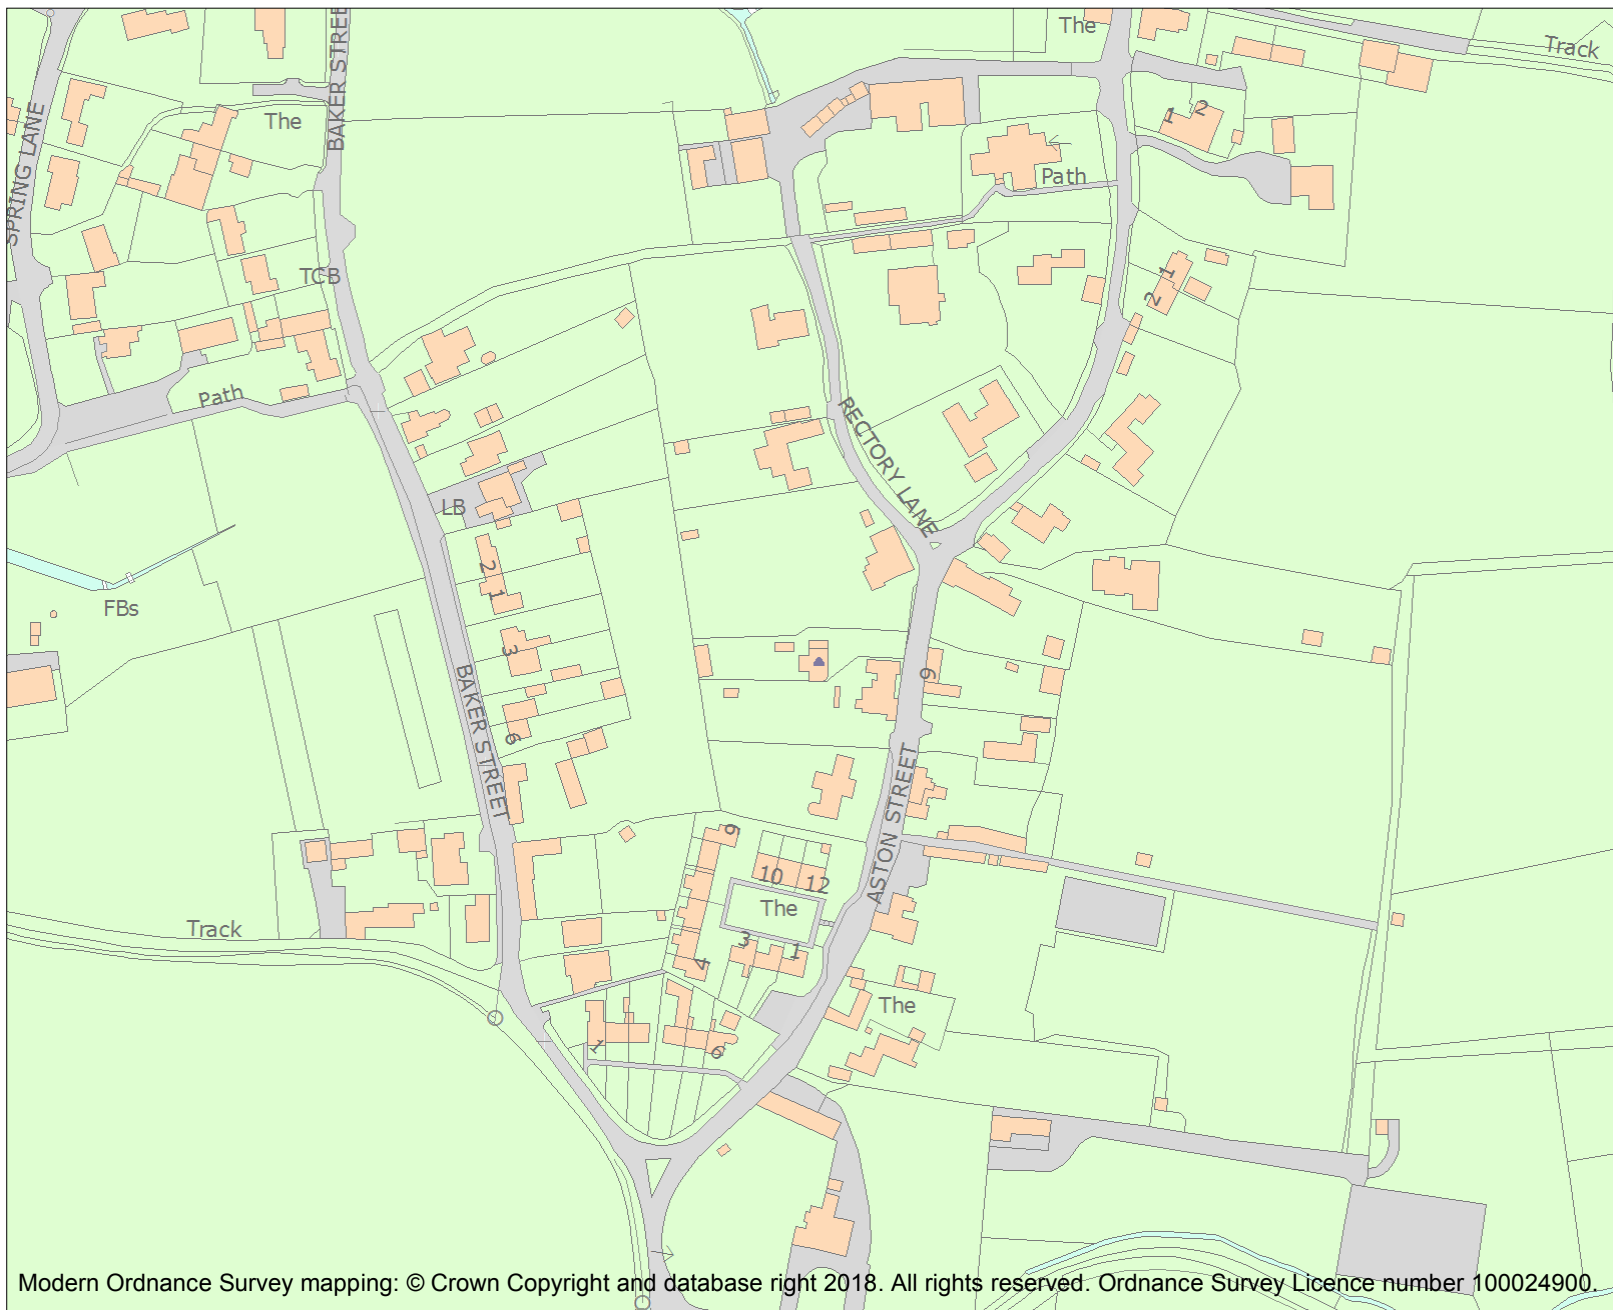 The
Track
BAKER STREE
The
SPRING LANE
1
2
Path
TCB
1
2
Path
RECTORY LANE
LB
2
1
FBs
3
9
BAKER STREET
6
ASTON STREET
9
10
12
The
Track
3
1
4
The
1
6
Modern Ordnance Survey mapping: © Crown Copyright and database right 2018. All rights reserved. Ordnance Survey Licence number 100024900.